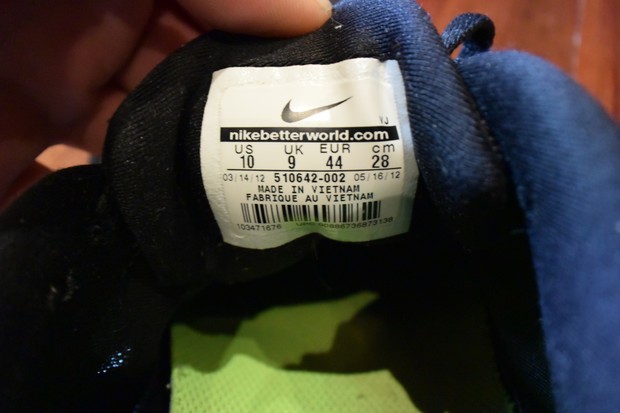 VJ
nikebetterworld.com
US UK EUR cm
10 9 44 28
03/14/12 510642-002 05/16/12
MADE IN VIETNAM
FABRIQUE AU VIETNAM
103471676